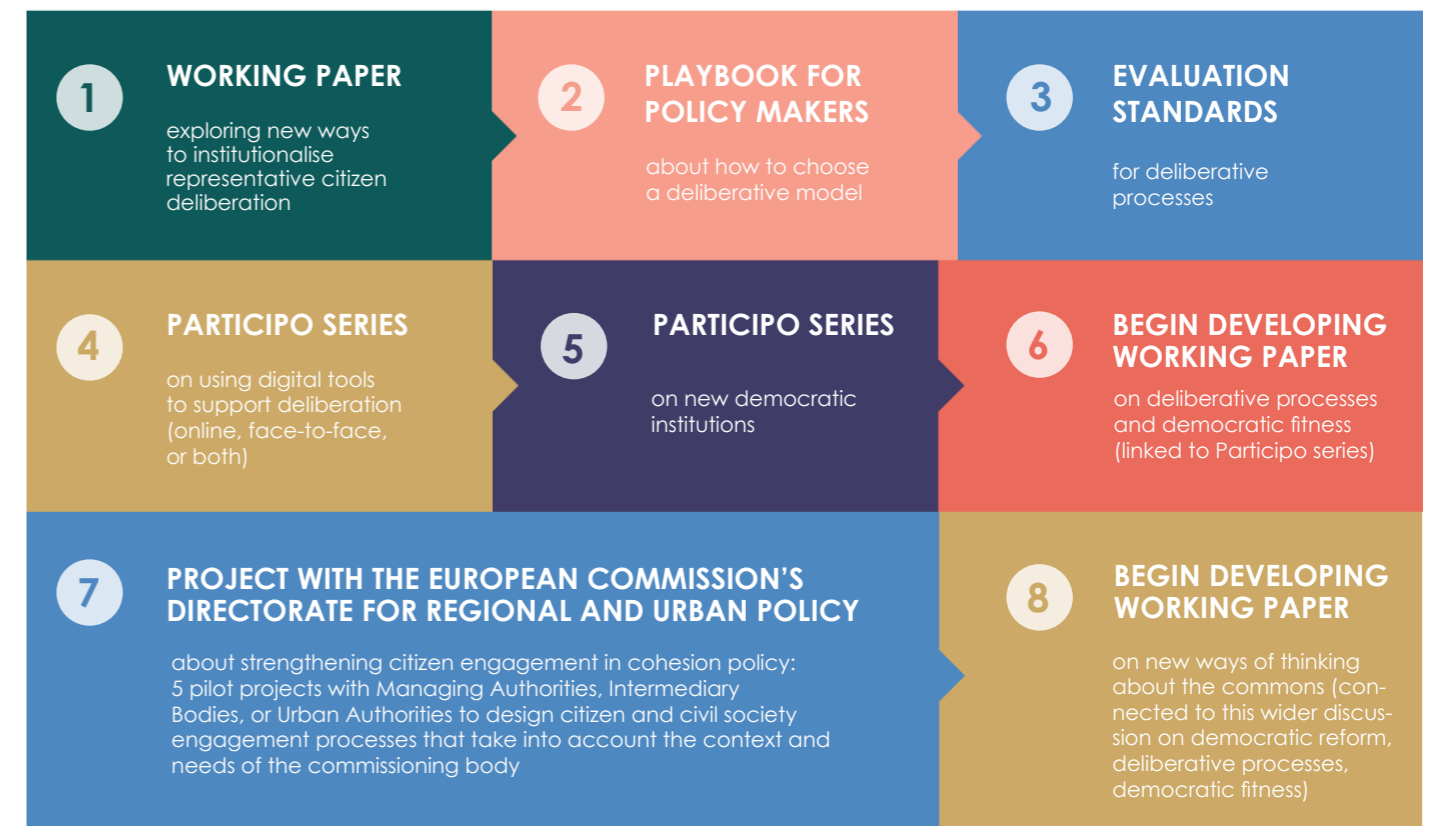 1
WORKING PAPER
exploring new ways
to institutionalise
representative citizen
deliberation
2
PLAYBOOK FOR
POLICY MAKERS
about how to choose
a deliberative model
3
EVALUATION
STANDARDS
for deliberative
processes
4
PARTICIPO SERIES
on using digital tools
to support deliberation
(online, face-to-face,
or both)
5
PARTICIPO SERIES
on new democratic
institutions
6
BEGIN DEVELOPING
WORKING PAPER
on deliberative processes
and democratic fitness
(linked to Participo series)
7
PROJECT WITH THE EUROPEAN COMMISSION’S
DIRECTORATE FOR REGIONAL AND URBAN POLICY
about strengthening citizen engagement in cohesion policy:
5 pilot projects with Managing Authorities, Intermediary
Bodies, or Urban Authorities to design citizen and civil society
engagement processes that take into account the context and
needs of the commissioning body
8
BEGIN DEVELOPING
WORKING PAPER
on new ways of thinking
about the commons (con-
nected to this wider discus-
sion on democratic reform,
deliberative processes,
democratic fitness)